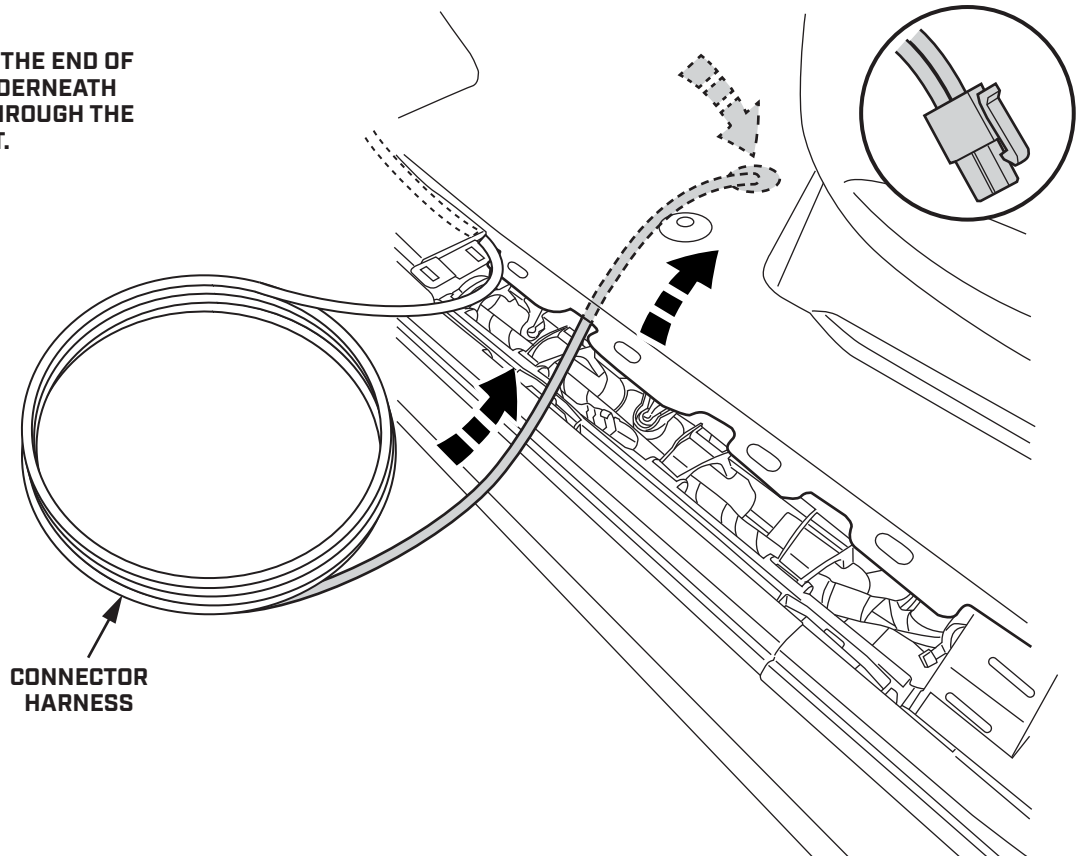 THE END OF
DERNEATH
HROUGH THE
T.
CONNECTOR
HARNESS